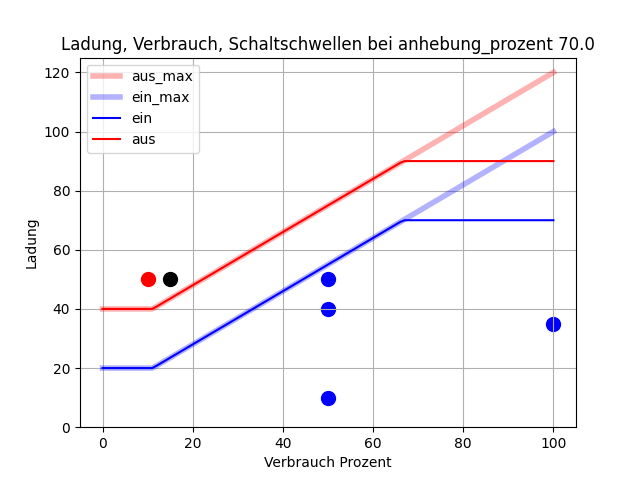 Ladung, Verbrauch, Schaltschwellen bei anhebung_prozent 70.0
aus_max
ein_max
ein
aus
120
100
80
60
40
20
0
Ladung
0 20 40 60 80 100
Verbrauch Prozent